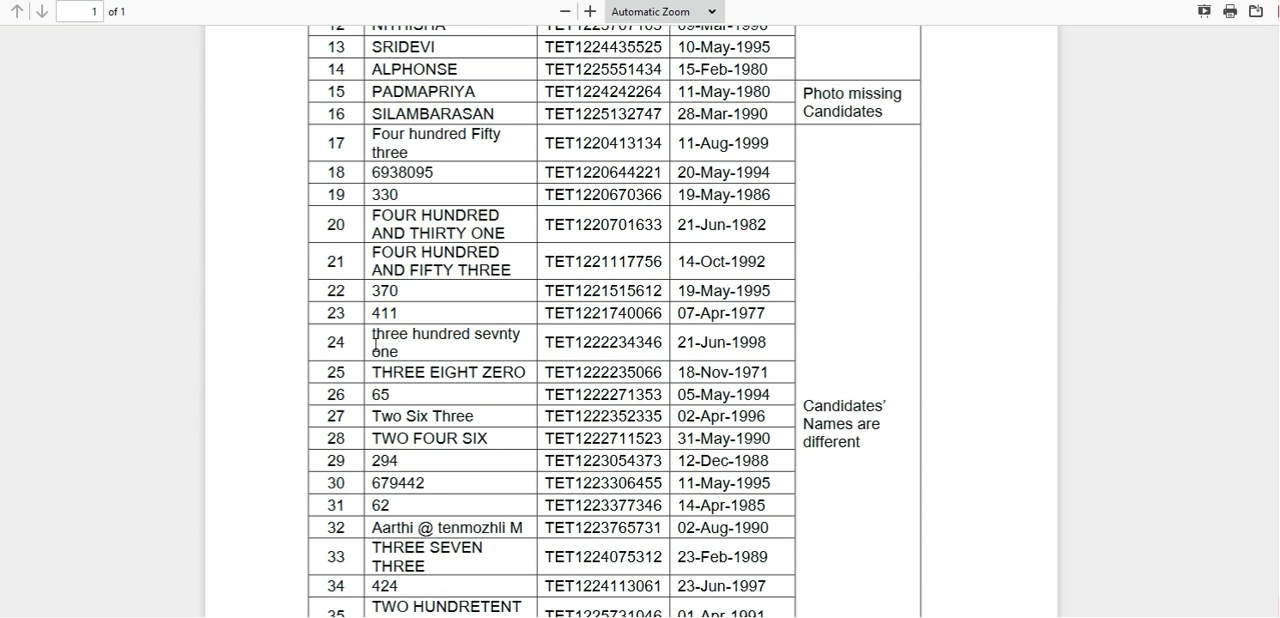 1 of 1 Automatic Zoom
13 SRIDEVI TET1224435525 10-May-1995
14 ALPHONSE TET1225551434 15-Feb-1980
15 PADMAPRIYA TET1224242264 11-May-1980
Photo missing
Candidates
16 SILAMBARASAN TET1225132747 28-Mar-1990
17 Four hundred Fifty
three TET1220413134 11-Aug-1999
18 6938095 TET1220644221 20-May-1994
19 330 TET1220670366 19-May-1986
20 FOUR HUNDRED
AND THIRTY ONE TET1220701633 21-Jun-1982
21 FOUR HUNDRED
AND FIFTY THREE TET1221117756 14-Oct-1992
22 370 TET1221515612 19-May-1995
23 411 TET1221740066 07-Apr-1977
24 three hundred sevnty
one TET1222234346 21-Jun-1998
25 THREE EIGHT ZERO TET1222235066 18-Nov-1971
26 65 TET1222271353 05-May-1994
Candidates’
Names are
different
27 Two Six Three TET1222352335 02-Apr-1996
28 TWO FOUR SIX TET1222711523 31-May-1990
29 294 TET1223054373 12-Dec-1988
30 679442 TET1223306455 11-May-1995
31 62 TET1223377346 14-Apr-1985
32 Aarthi @ tenmozhli M TET1223765731 02-Aug-1990
33 THREE SEVEN
THREE TET1224075312 23-Feb-1989
34 424 TET1224113061 23-Jun-1997
35 TWO HUNDRETENT TET1225731046 01-Apr-1991